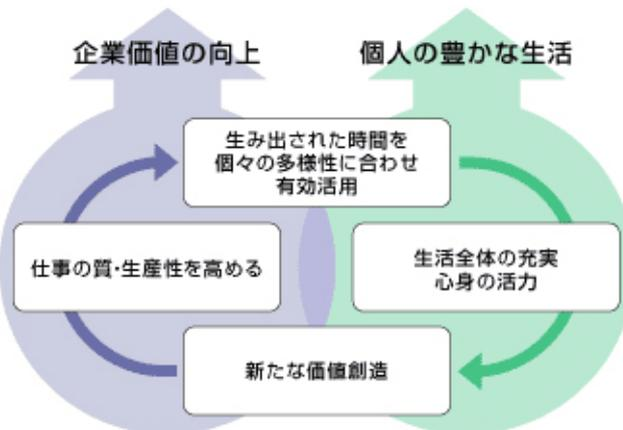 企業価値の向上
個人の豊かな生活
生み出された時間を
個々の多様性に合わせ
有効活用
仕事の質・生産性を高める
生活全体の充実
心身の活力
新たな価値創造